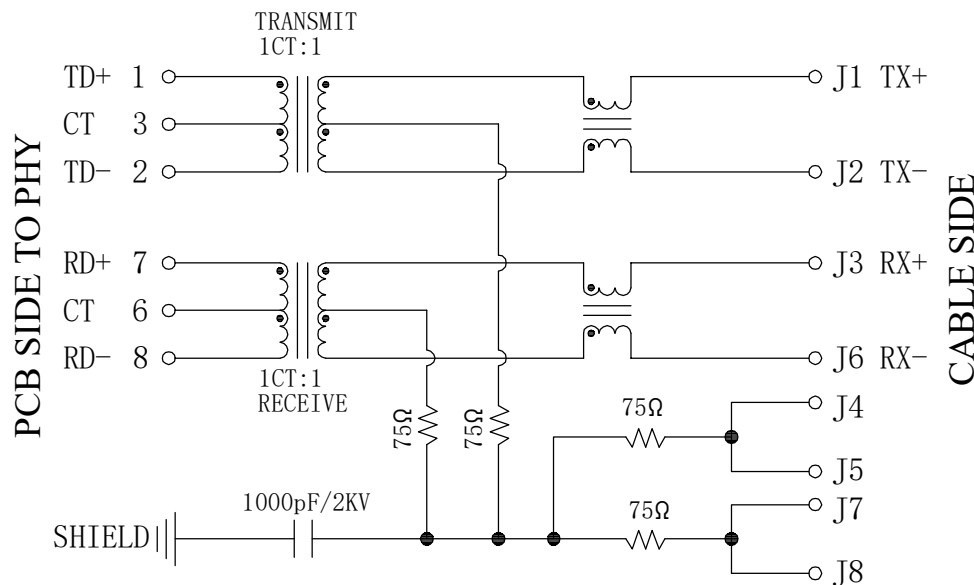 TRANSMIT
1CT:1
TD+ 1
J1 TX+
CT 3
TD- 2
J2 TX-
PCB SIDE TO PHY
CABLE SIDE
RD+ 7
J3 RX+
CT 6
RD- 8
J6 RX-
1CT:1
RECEIVE
75Ω
75Ω
75Ω
J4
J5
1000pF/2KV
75Ω
J7
SHIELD
J8